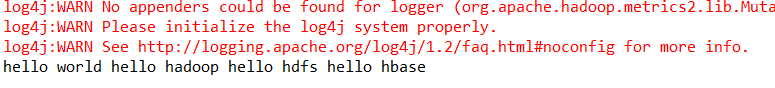 log4j:WARN No appenders could be found for logger (org.apache.hadoop.metrics2.lib.Muta
log4j:WARN Please initialize the log4j system properly.
log4j:WARN See http://logging.apache.org/log4j/1.2/faq.html#noconfig for more info.
hello world hello hadoop hello hdfs hello hbase